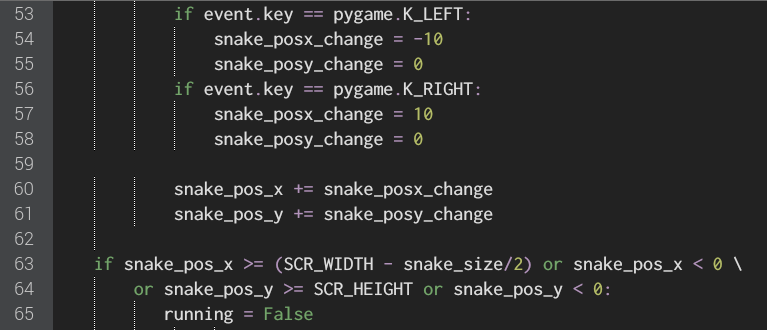 53 if event.key == pygame.K_LEFT:
54 snake_posx_change = -10
55 snake_posy_change = 0
56 if event.key == pygame.K_RIGHT:
57 snake_posx_change = 10
58 snake_posy_change = 0
59
60 snake_pos_x += snake_posx_change
61 snake_pos_y += snake_posy_change
62
63 if snake_pos_x >= (SCR_WIDTH - snake_size/2) or snake_pos_x < 0 \
64 or snake_pos_y >= SCR_HEIGHT or snake_pos_y < 0:
65 running = False